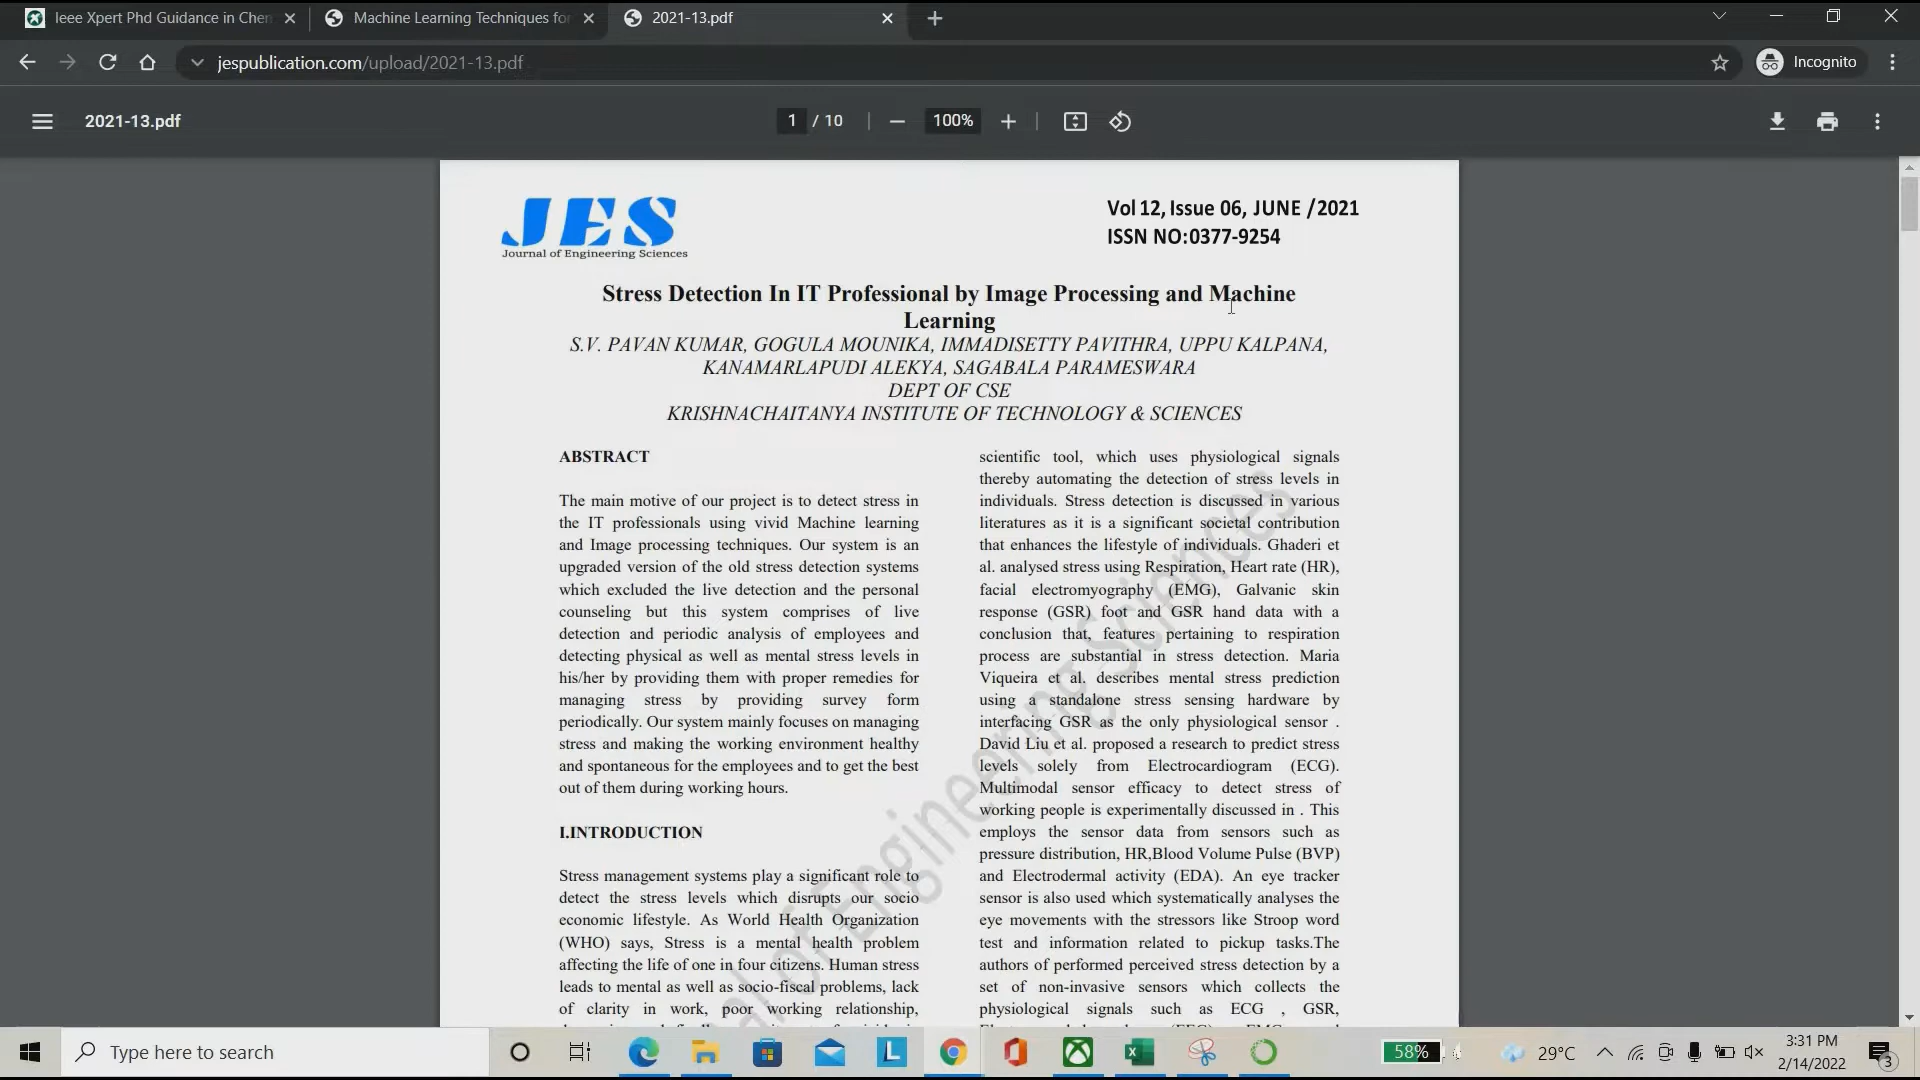 Ieee Xpert Phd Guidance in Chen
Machine Learning Techniques for
2021-13.pdf
jespublication.com/upload/2021-13.pdf
Incognito
2021-13.pdf
1 / 10
100%
JES
Journal of Engineering Sciences
Vol 12, Issue 06, JUNE /2021
ISSN NO:0377-9254
Stress Detection In IT Professional by Image Processing and Machine
Learning
S.V. PAVAN KUMAR, GOGULA MOUNIKA, IMMADISETTY PAVITHRA, UPPU KALPANA,
KANAMARLAPUDI ALEKYA, SAGABALA PARAMESWARA
DEPT OF CSE
KRISHNACHAITANYA INSTITUTE OF TECHNOLOGY & SCIENCES
ABSTRACT
The main motive of our project is to detect stress in
the IT professionals using vivid Machine learning
and Image processing techniques. Our system is an
upgraded version of the old stress detection systems
which excluded the live detection and the personal
counseling but this system comprises of live
detection and periodic analysis of employees and
detecting physical as well as mental stress levels in
his/her by providing them with proper remedies for
managing stress by providing survey form
periodically. Our system mainly focuses on managing
stress and making the working environment healthy
and spontaneous for the employees and to get the best
out of them during working hours.
I.INTRODUCTION
Stress management systems play a significant role to
detect the stress levels which disrupts our socio
economic lifestyle. As World Health Organization
(WHO) says, Stress is a mental health problem
affecting the life of one in four citizens. Human stress
leads to mental as well as socio-fiscal problems, lack
of clarity in work, poor working relationship,
scientific tool, which uses physiological signals
thereby automating the detection of stress levels in
individuals. Stress detection is discussed in various
literatures as it is a significant societal contribution
that enhances the lifestyle of individuals. Ghaderi et
al. analysed stress using Respiration, Heart rate (HR),
facial electromyography (EMG), Galvanic skin
response (GSR) foot and GSR hand data with a
conclusion that, features pertaining to respiration
process are substantial in stress detection. Maria
Viqueira et al. describes mental stress prediction
using a standalone stress sensing hardware by
interfacing GSR as the only physiological sensor .
David Liu et al. proposed a research to predict stress
levels solely from Electrocardiogram (ECG).
Multimodal sensor efficacy to detect stress of
working people is experimentally discussed in . This
employs the sensor data from sensors such as
pressure distribution, HR,Blood Volume Pulse (BVP)
and Electrodermal activity (EDA). An eye tracker
sensor is also used which systematically analyses the
eye movements with the stressors like Stroop word
test and information related to pickup tasks.The
authors of performed perceived stress detection by a
set of non-invasive sensors which collects the
physiological signals such as ECG , GSR,
al of Engineering Sciences
Type here to search
58%
29°C
3:31 PM
2/14/2022
3